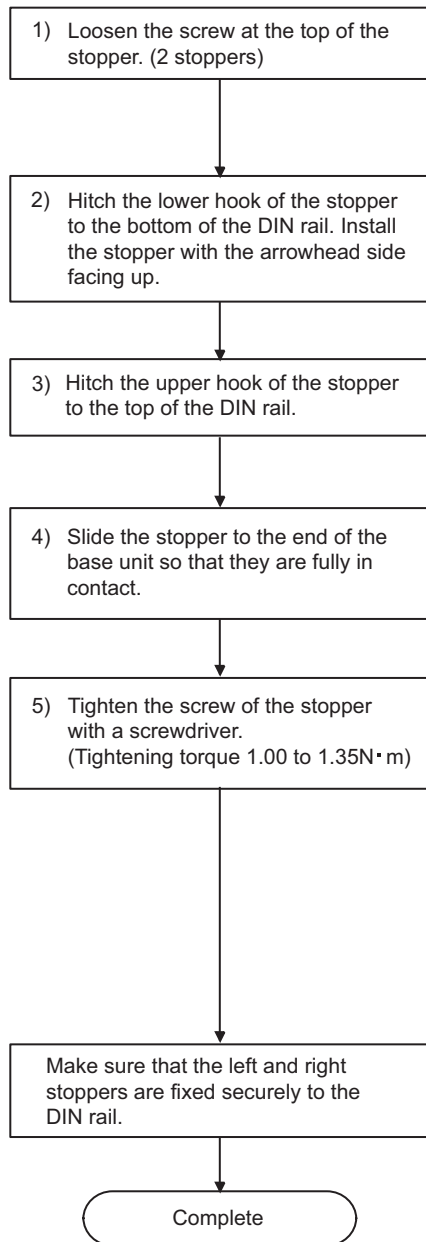 1) Loosen the screw at the top of the
stopper. (2 stoppers)
2) Hitch the lower hook of the stopper
to the bottom of the DIN rail. Install
the stopper with the arrowhead side
facing up.
3) Hitch the upper hook of the stopper
to the top of the DIN rail.
4) Slide the stopper to the end of the
base unit so that they are fully in
contact.
5) Tighten the screw of the stopper
with a screwdriver.
(Tightening torque 1.00 to 1.35N·m)
Make sure that the left and right
stoppers are fixed securely to the
DIN rail.
Complete